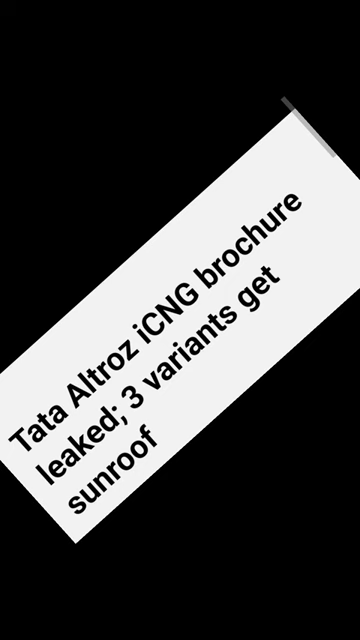 Tata Altroz iCNG brochure
leaked; 3 variants get
sunroof